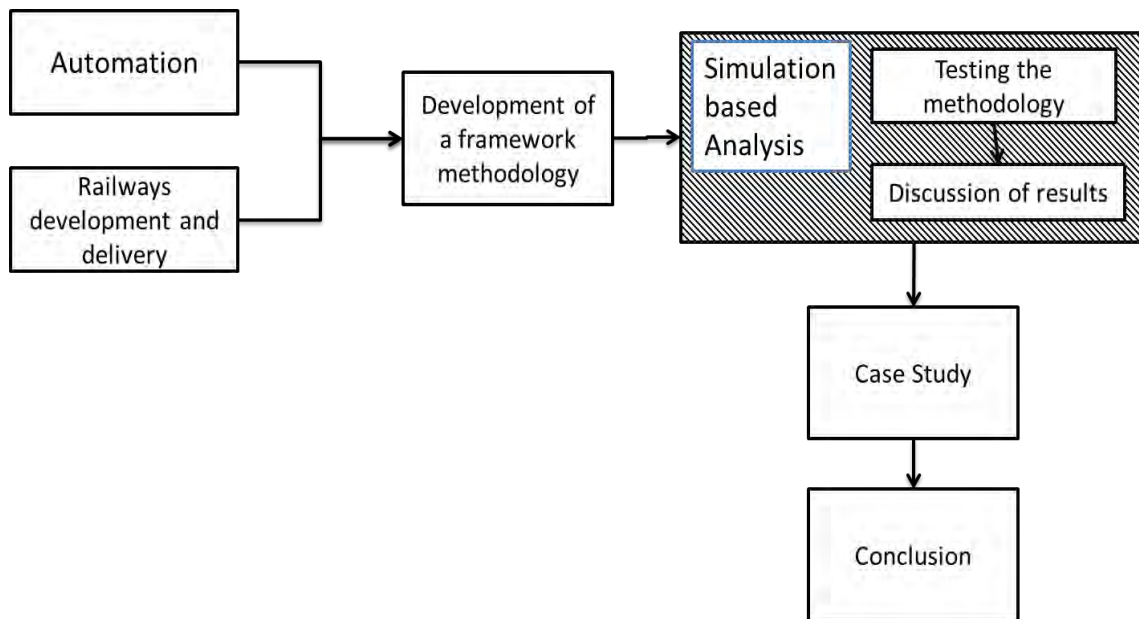 Automation
Railways
development and
delivery
Development of
a framework
methodology
Simulation
based
Analysis
Testing the
methodology
Discussion of results
Case Study
Conclusion